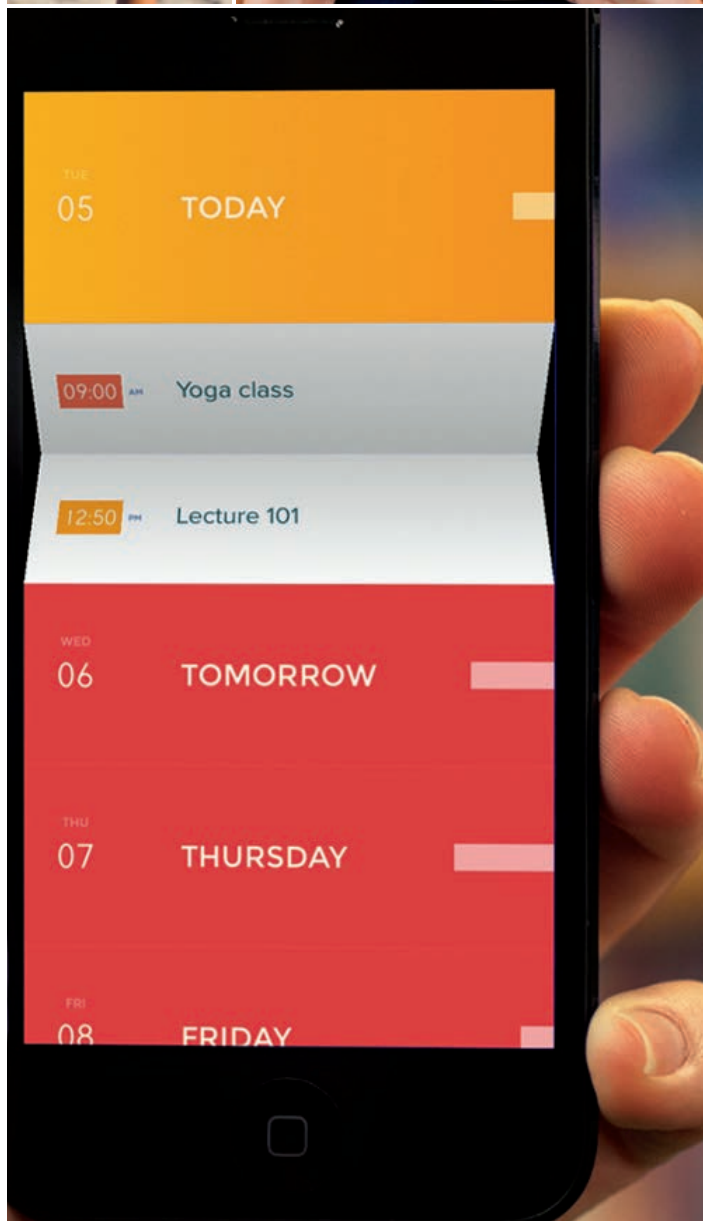 TUE
05 TODAY
09:00 AM Yoga class
12:50 PM Lecture 101
WED
06 TOMORROW
THU
07 THURSDAY
FRI
08 FRIDAY